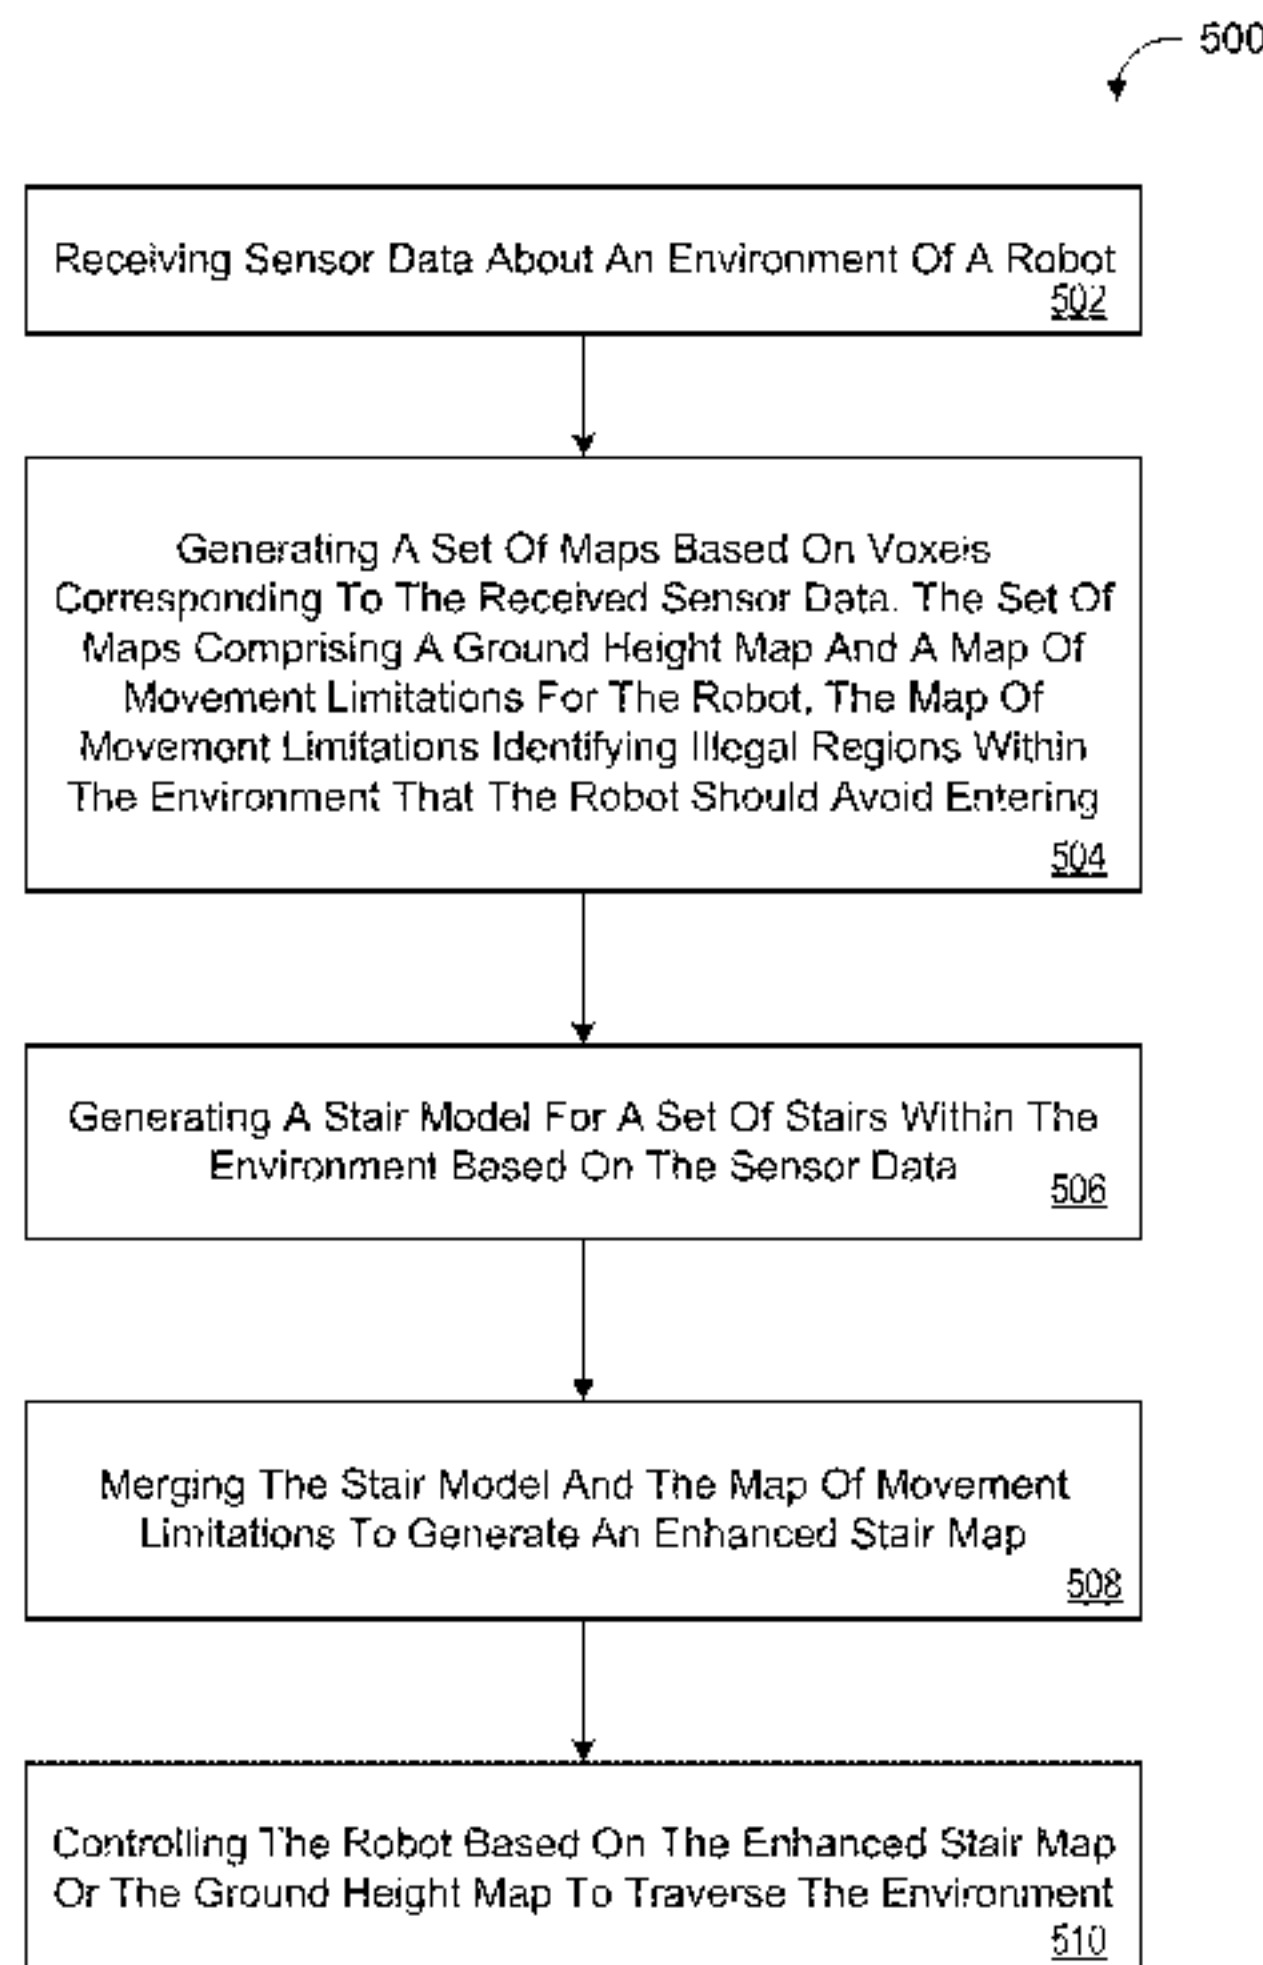 500
Receiving Sensor Data About An Environment Of A Robot
502
Generating A Set Of Maps Based On Voxels
Corresponding To The Received Sensor Data. The Set Of
Maps Comprising A Ground Height Map And A Map Of
Movement Limitations For The Robot, The Map Of
Movement Limitations Identifying Illegal Regions Within
The Environment That The Robot Should Avoid Entering
504
Generating A Stair Model For A Set Of Stairs Within The
Environment Based On The Sensor Data
506
Merging The Stair Model And The Map Of Movement
Limitations To Generate An Enhanced Stair Map
508
Controlling The Robot Based On The Enhanced Stair Map
Or The Ground Height Map To Traverse The Environment
510